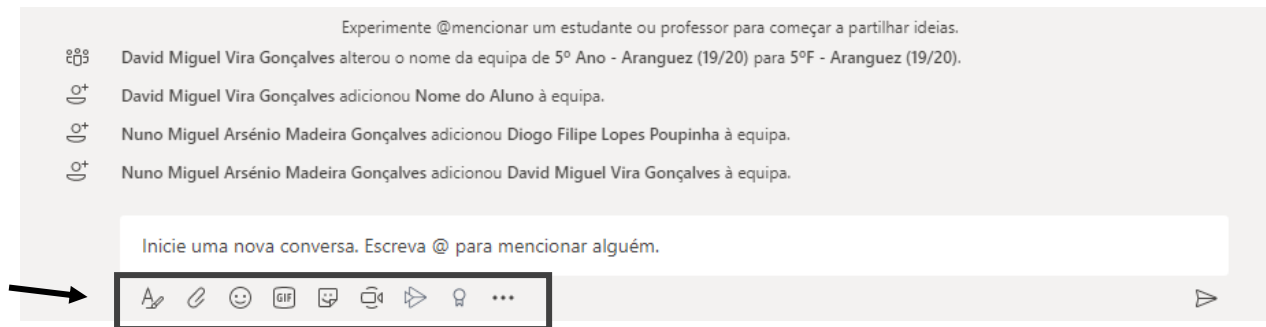 Experimente @mencionar um estudante ou professor para começar a partilhar ideias.
David Miguel Vira Gonçalves alterou o nome da equipa de 5º Ano - Aranguez (19/20) para 5ºF - Aranguez (19/20).
David Miguel Vira Gonçalves adicionou Nome do Aluno à equipa.
Nuno Miguel Arsénio Madeira Gonçalves adicionou Diogo Filipe Lopes Poupinha à equipa.
Nuno Miguel Arsénio Madeira Gonçalves adicionou David Miguel Vira Gonçalves à equipa.
Inicie uma nova conversa. Escreva @ para mencionar alguém.
GIF